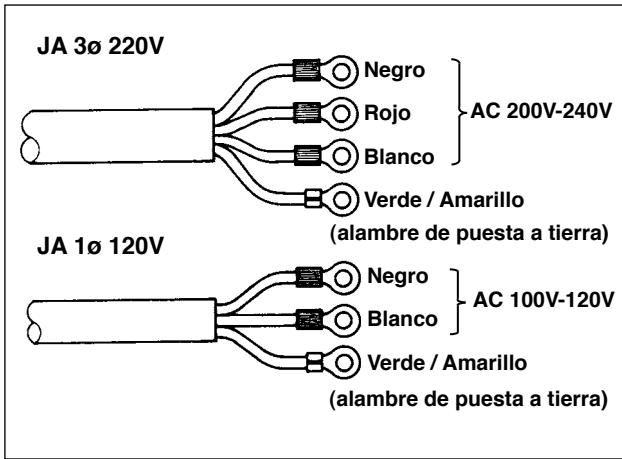 JA 3ø 220V
Negro
Rojo
AC 200V-240V
Blanco
Verde / Amarillo
(alambre de puesta a tierra)
JA 1ø 120V
Negro
AC 100V-120V
Blanco
Verde / Amarillo
(alambre de puesta a tierra)